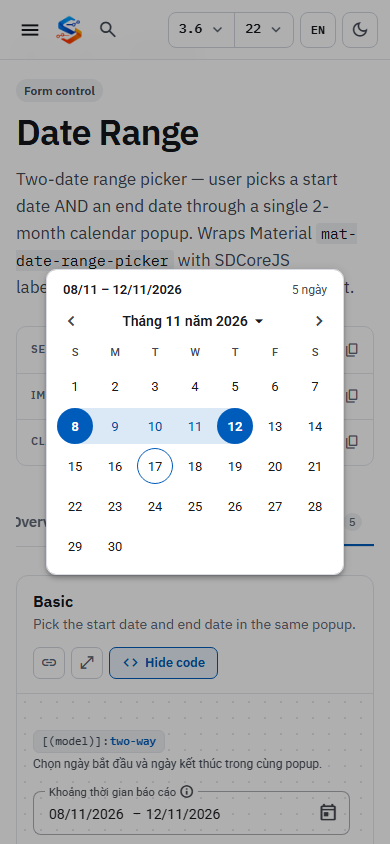 3.6 22 EN
Form control
Date Range
Two-date range picker — user picks a start
date AND an end date through a single 2-
month calendar popup. Wraps Material mat-
date-range-picker with SDCoreJS
labe t.
SE
IM
CL
Overv 5
08/11 – 12/11/2026 5 ngày
Tháng 11 năm 2026
S M T W T F S
1 2 3 4 5 6 7
8 9 10 11 12 13 14
15 16 17 18 19 20 21
22 23 24 25 26 27 28
29 30
Basic
Pick the start date and end date in the same popup.
Hide code
[(model)]:two-way
Chọn ngày bắt đầu và ngày kết thúc trong cùng popup.
Khoảng thời gian báo cáo
08/11/2026 – 12/11/2026